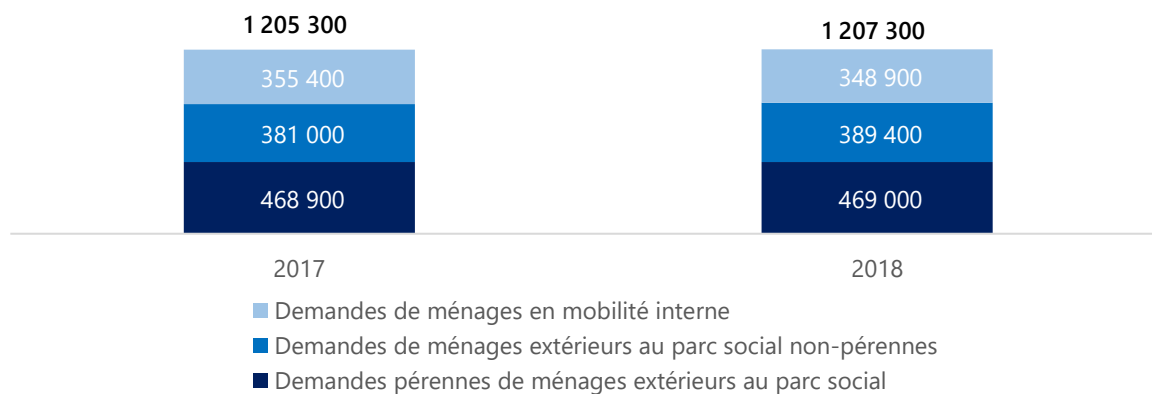 1 205 300
1 207 300
355 400
348 900
381 000
389 400
468 900
469 000
2017
2018
Demandes de ménages en mobilité interne
Demandes de ménages extérieurs au parc social non-pérennes
Demandes pérennes de ménages extérieurs au parc social